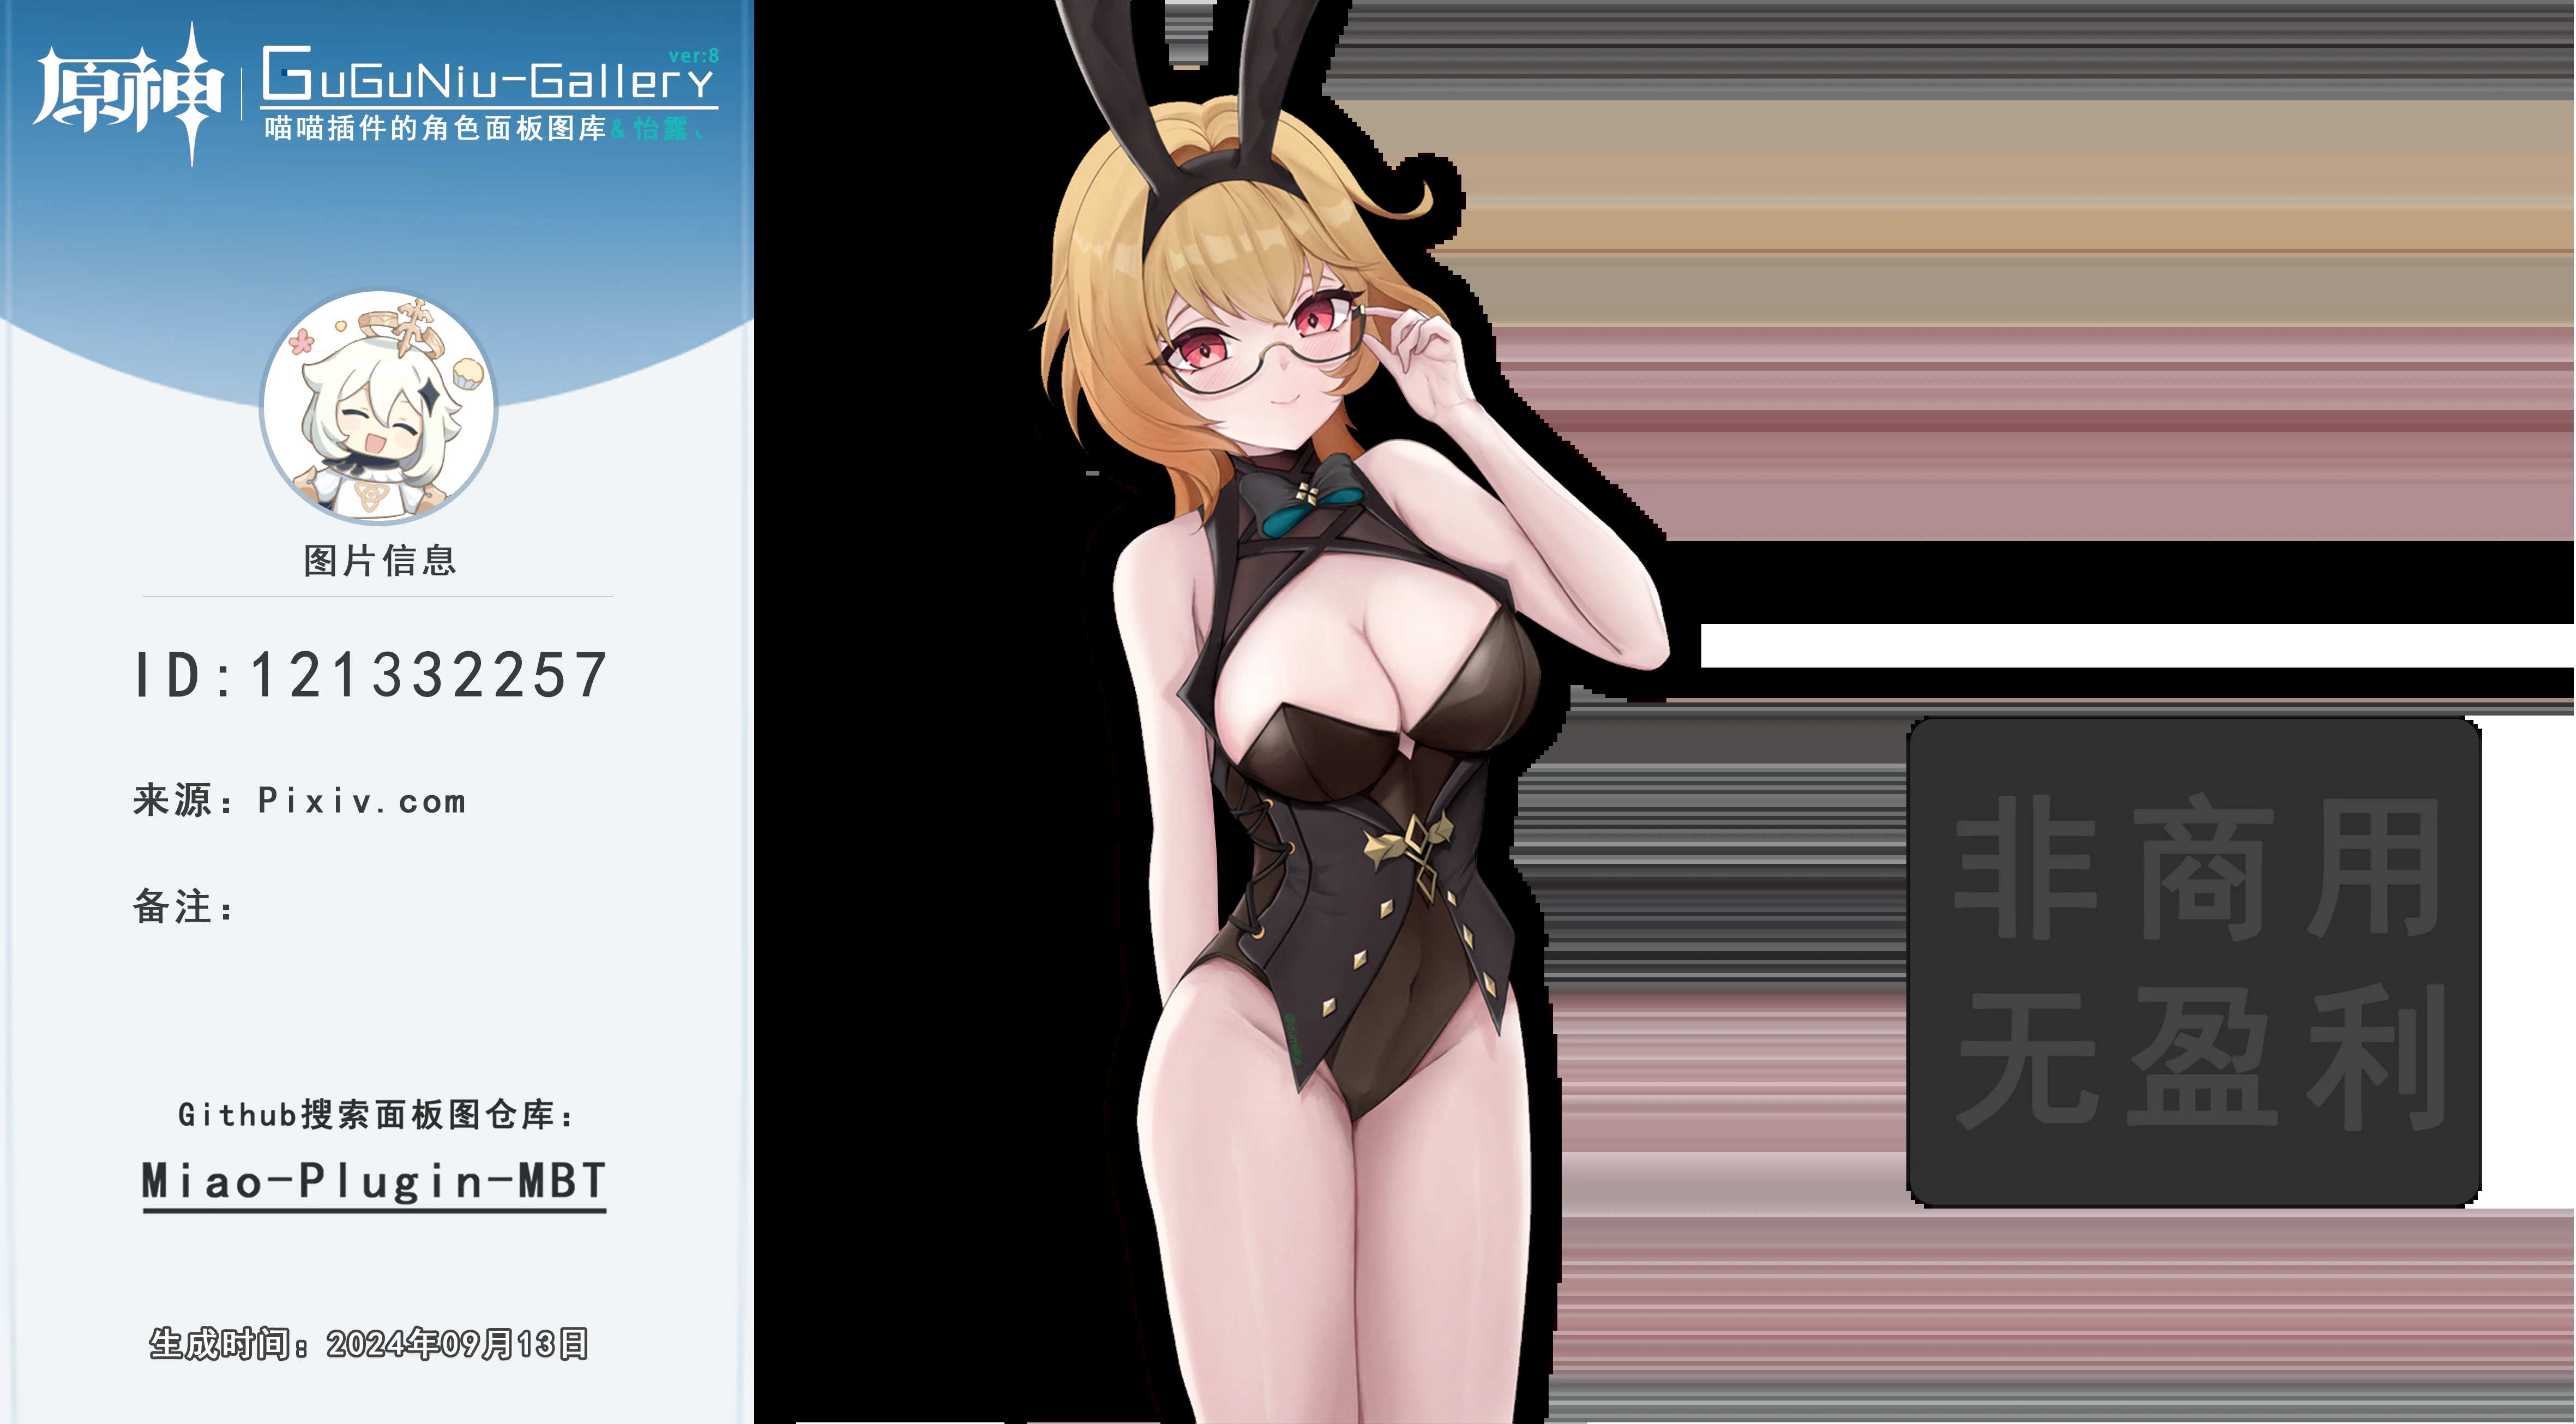 原神
GuGuNiu-Gallery
ver:8
喵喵插件的角色面板图库&怡露、
图片信息
ID:121332257
来源：Pixiv.com
备注：
Github搜索面板图仓库：
Miao-Plugin-MBT
生成时间：2024年09月13日
非商用
无盈利